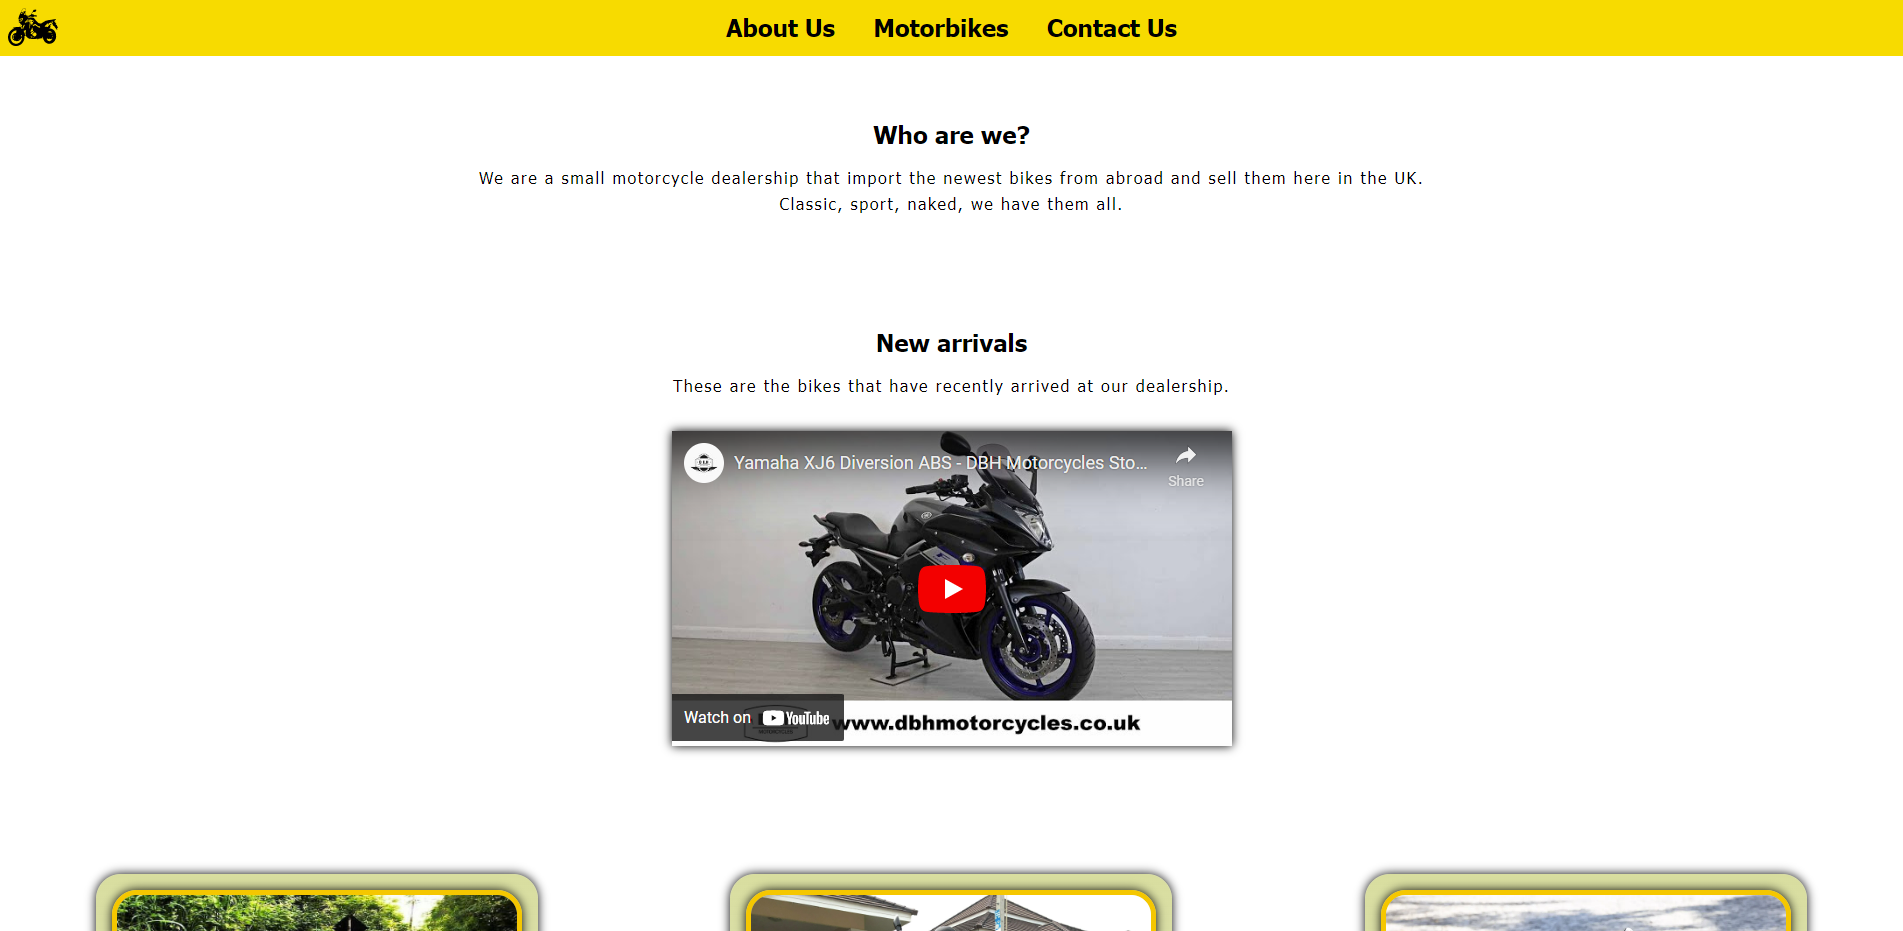 About Us Motorbikes Contact Us
Who are we?
We are a small motorcycle dealership that import the newest bikes from abroad and sell them here in the UK.
Classic, sport, naked, we have them all.
New arrivals
These are the bikes that have recently arrived at our dealership.
Yamaha XJ6 Diversion ABS - DBH Motorcycles Sto...
Share
Watch on YouTube
www.dbhmotorcycles.co.uk